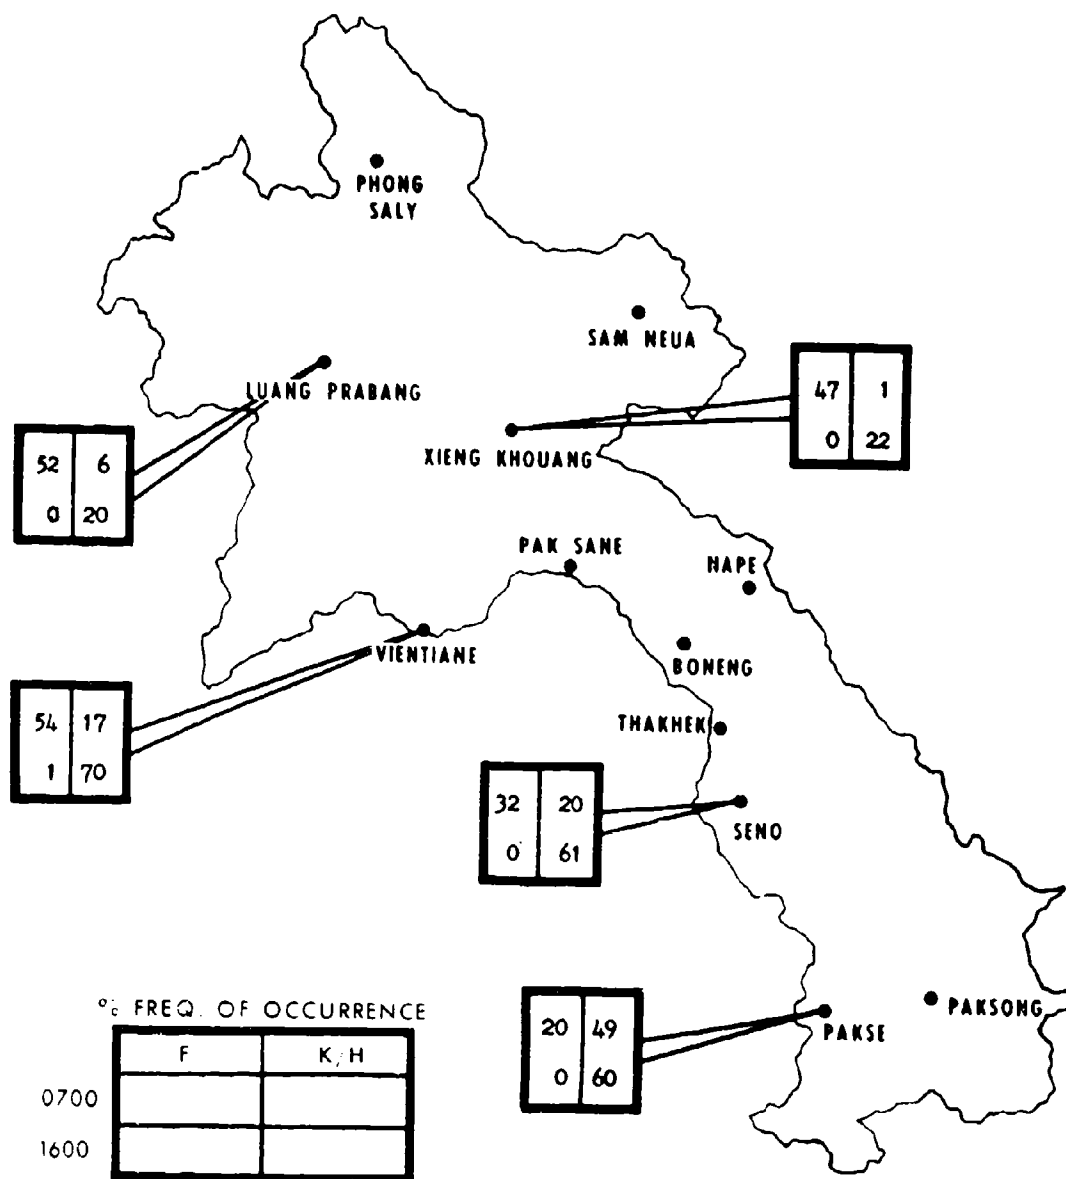 PHONG
SALY
SAM NEUA
LUANG PRABANG
47 1
0 22
XIENG KHOUANG
52 6
0 20
PAK SANE
NAPE
VIENTIANE
BONENG
54 17
1 70
THAKHEK
32 20
0 61
SENO
20 49
0 60
PAKSE
PAKSONG
% FREQ. OF OCCURRENCE
F K/H
0700
1600